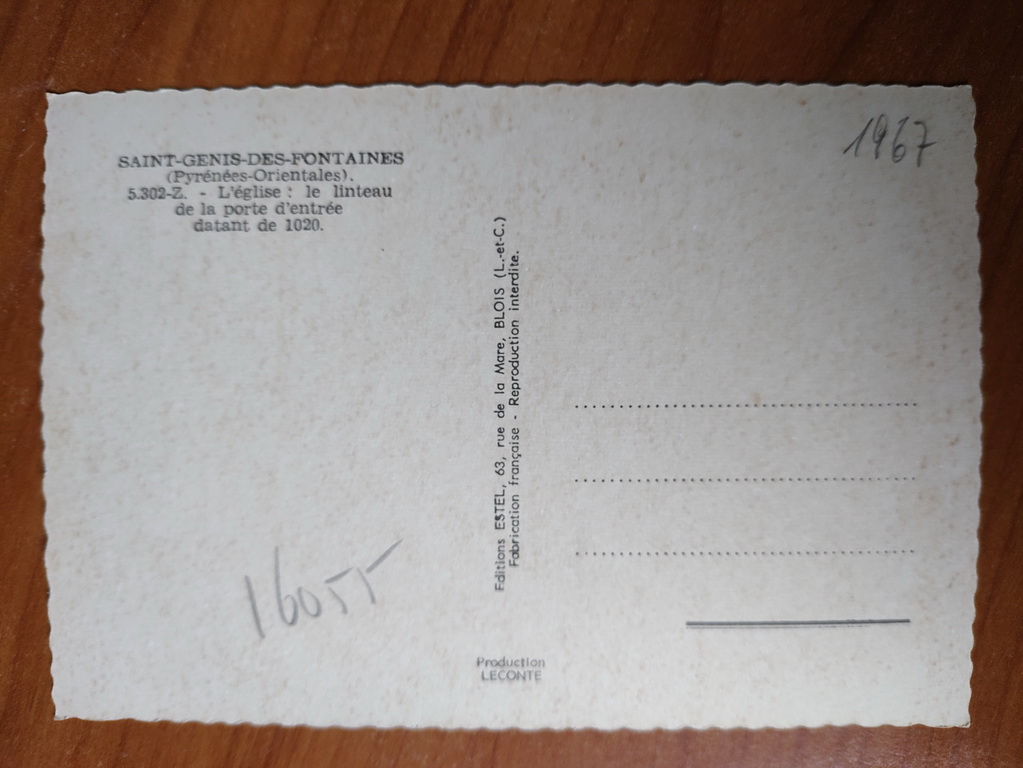 SAINT-GENIS-DES-FONTAINES
(Pyrénées-Orientales).
5.302-Z. - L'église : le linteau
de la porte d'entrée
datant de 1020.
1967
Editions ESTEL, 63, rue de la Mare, BLOIS (L.-et-C.)
Fabrication française - Reproduction interdite.
16055
Production
LECONTE